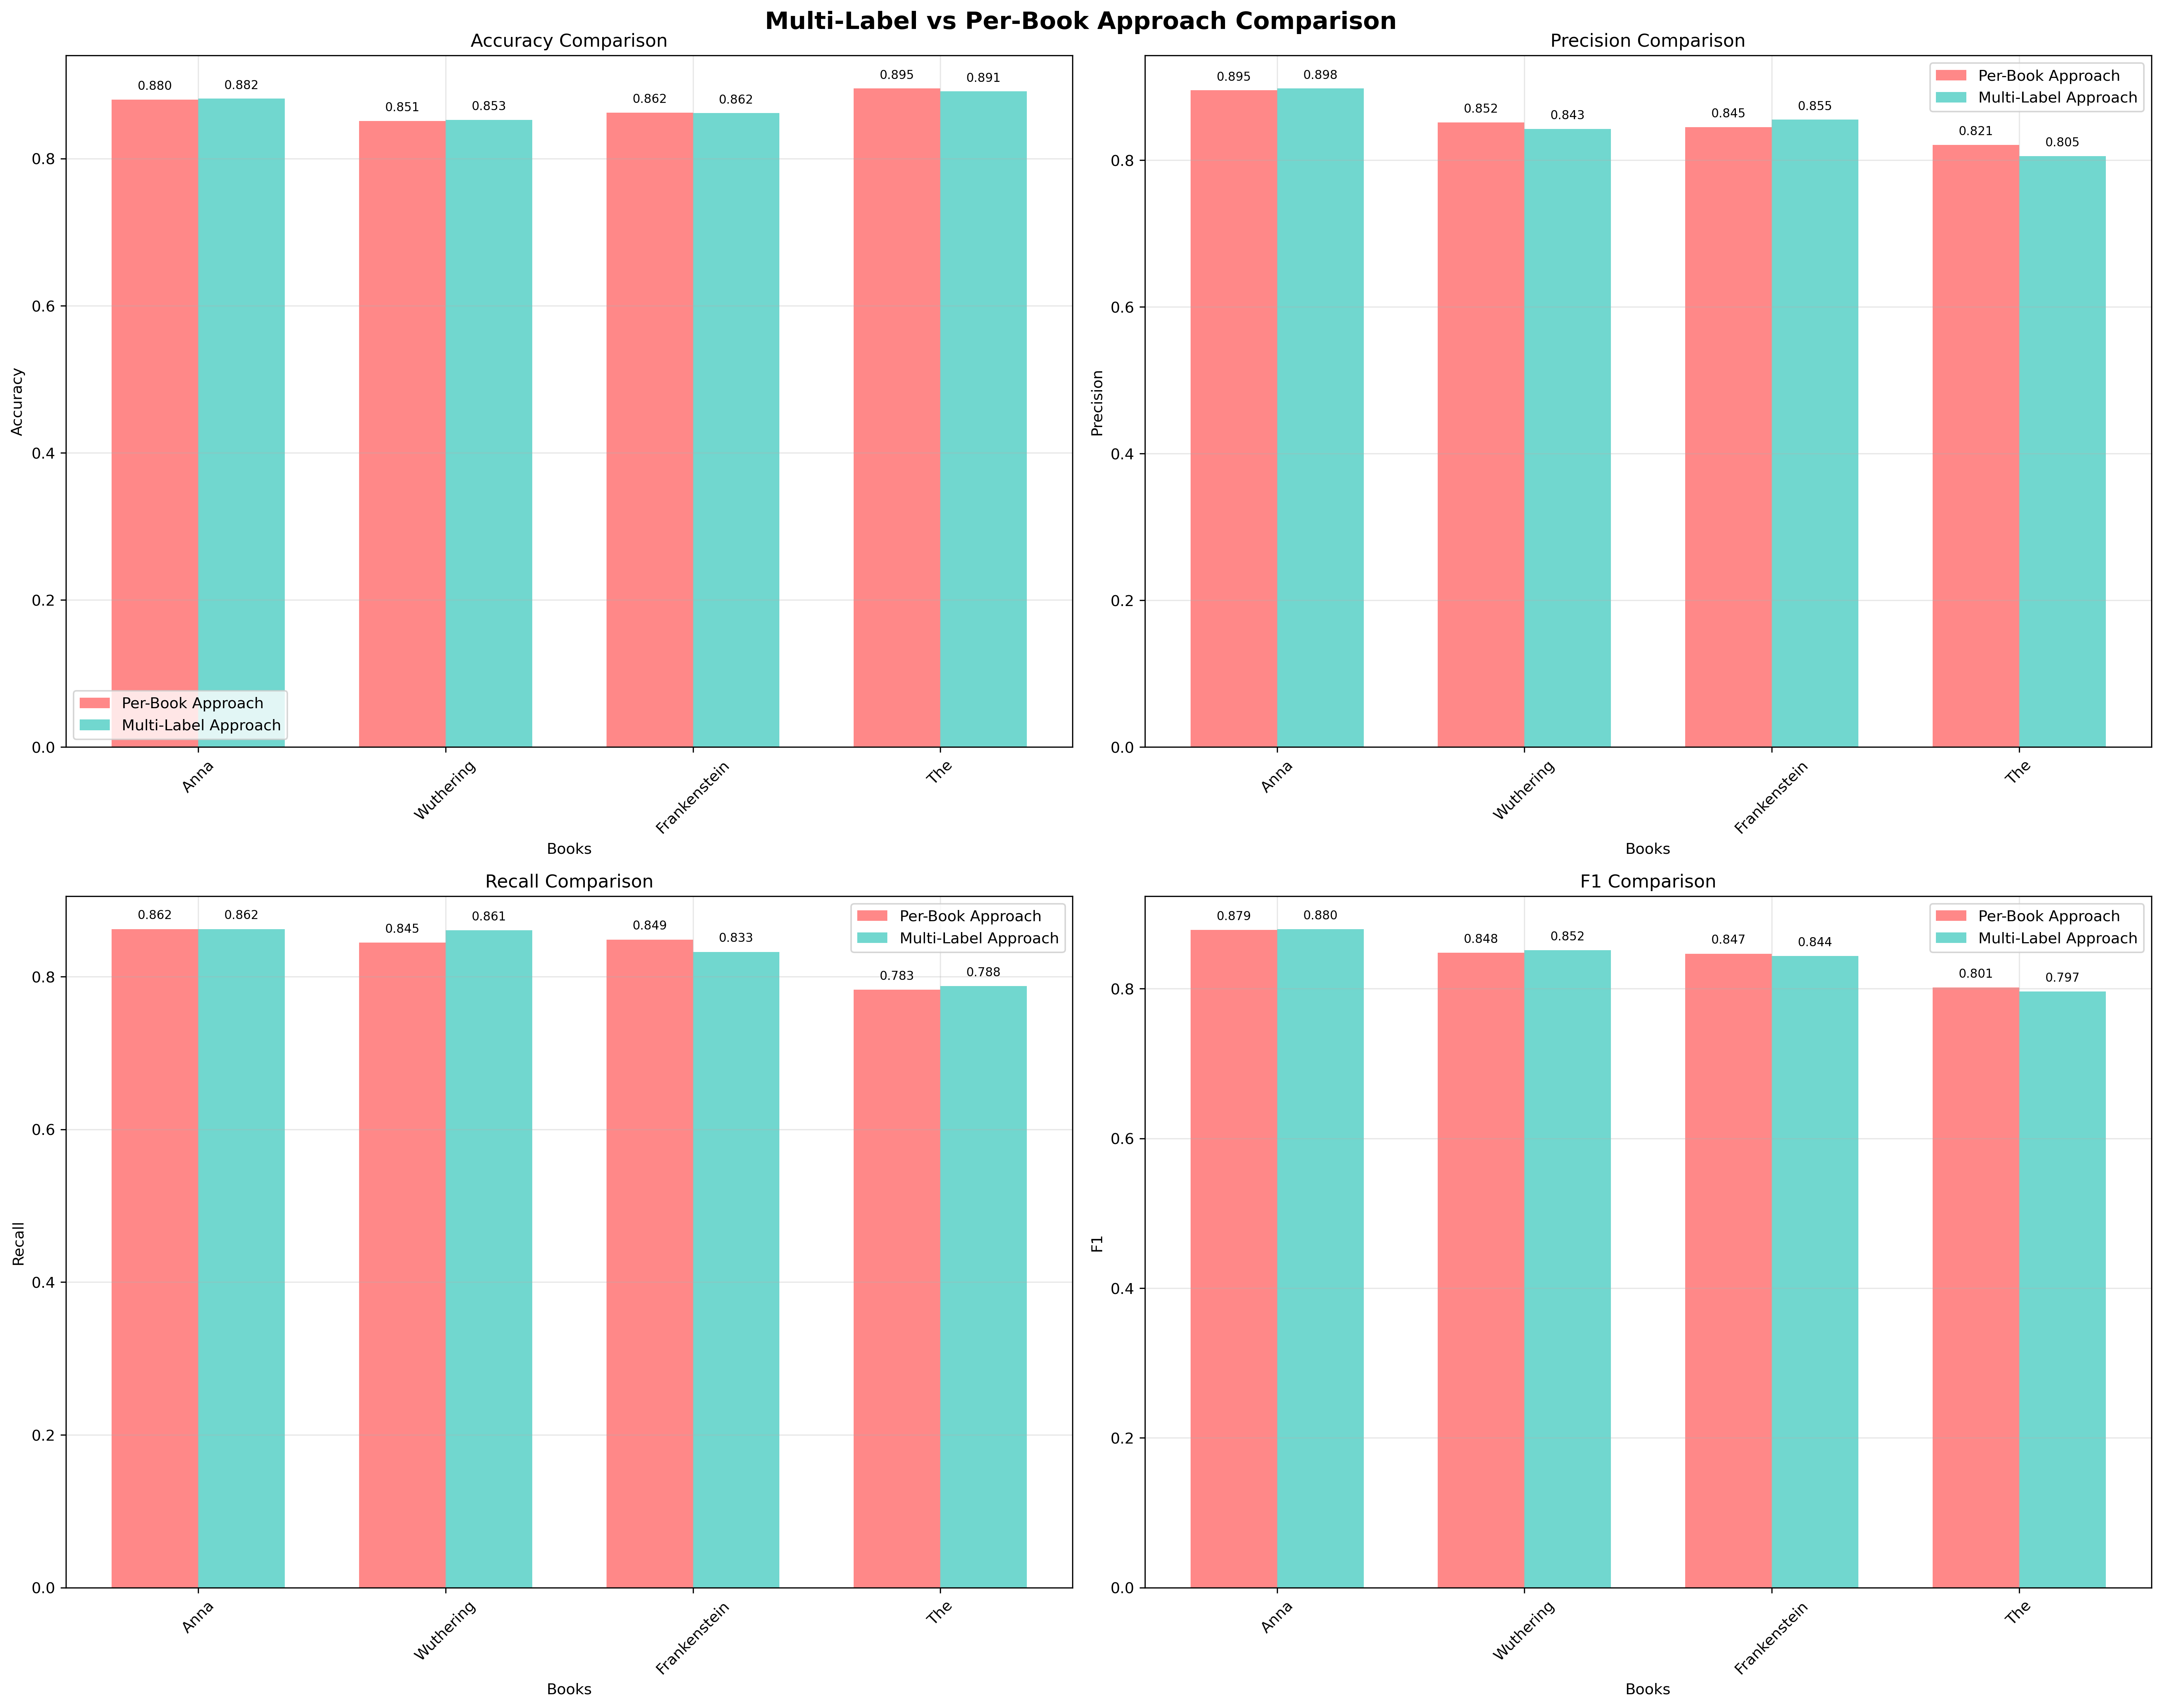 Multi-Label vs Per-Book Approach Comparison
Accuracy Comparison
0.880
0.882
0.851
0.853
0.862
0.862
0.895
0.891
Accuracy
0.8
0.6
0.4
0.2
0.0
Per-Book Approach
Multi-Label Approach
Anna
Wuthering
Frankenstein
The
Books
Precision Comparison
0.895
0.898
0.852
0.843
0.845
0.855
0.821
0.805
Per-Book Approach
Multi-Label Approach
Precision
0.8
0.6
0.4
0.2
0.0
Anna
Wuthering
Frankenstein
The
Books
Recall Comparison
0.862
0.862
0.845
0.861
0.849
0.833
0.783
0.788
Per-Book Approach
Multi-Label Approach
Recall
0.8
0.6
0.4
0.2
0.0
Anna
Wuthering
Frankenstein
The
Books
F1 Comparison
0.879
0.880
0.848
0.852
0.847
0.844
0.801
0.797
Per-Book Approach
Multi-Label Approach
F1
0.8
0.6
0.4
0.2
0.0
Anna
Wuthering
Frankenstein
The
Books